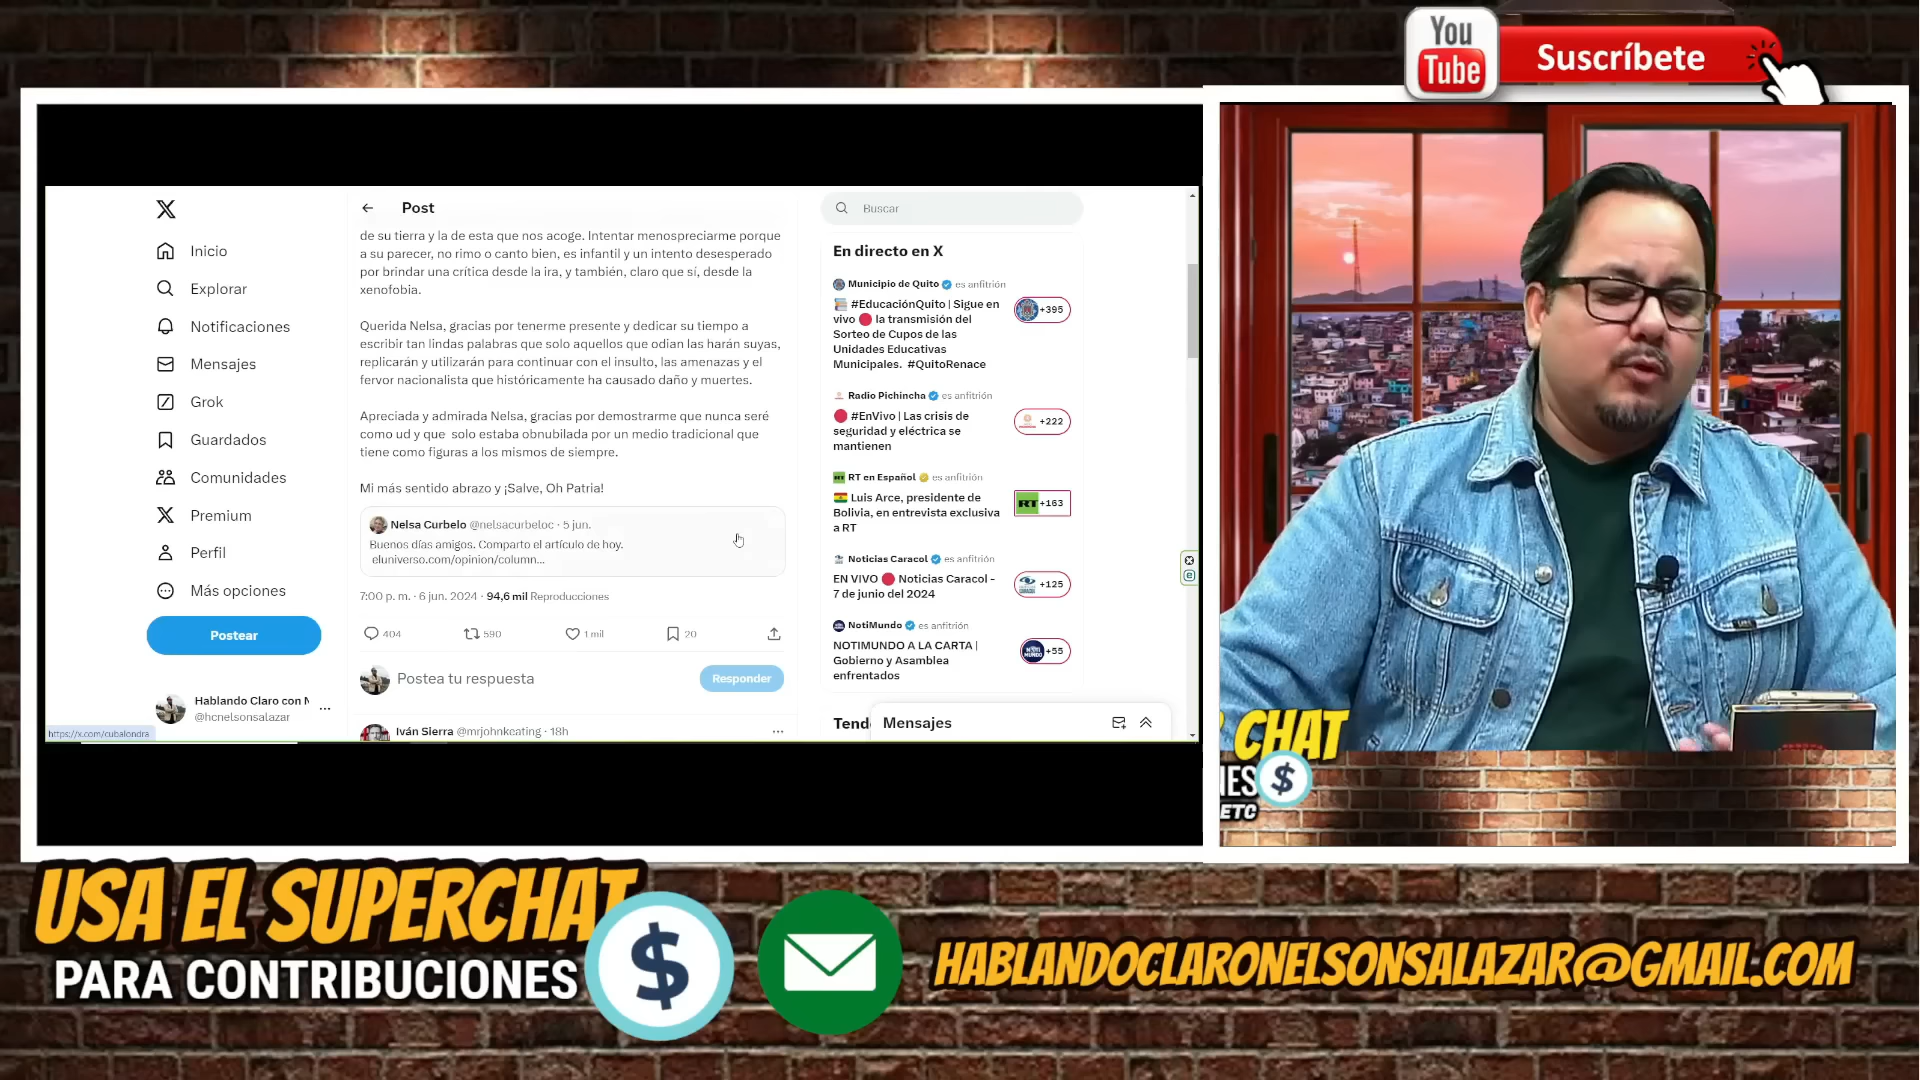 You
Tube
Suscríbete
Post
Buscar
Inicio
Explorar
Notificaciones
Mensajes
Grok
Guardados
Comunidades
Premium
Perfil
Más opciones
Postear
Hablando Claro con N
@hcnelsonsalazar
https://x.com/cubalondra
de su tierra y la de esta que nos acoge. Intentar menospreciarme porque
a su parecer, no rimo o canto bien, es infantil y un intento desesperado
por brindar una crítica desde la ira, y también, claro que sí, desde la
xenofobia.
Querida Nelsa, gracias por tenerme presente y dedicar su tiempo a
escribir tan lindas palabras que solo aquellos que odian las harán suyas,
replicarán y utilizarán para continuar con el insulto, las amenazas y el
fervor nacionalista que históricamente ha causado daño y muertes.
Apreciada y admirada Nelsa, gracias por demostrarme que nunca seré
como ud y que solo estaba obnubilada por un medio tradicional que
tiene como figuras a los mismos de siempre.
Mi más sentido abrazo y ¡Salve, Oh Patria!
Nelsa Curbelo @nelsacurbeloc · 5 jun.
Buenos días amigos. Comparto el artículo de hoy.
eluniverso.com/opinion/column...
7:00 p. m. · 6 jun. 2024 · 94,6 mil Reproducciones
404 590 1 mil 20
Postea tu respuesta
Responder
Iván Sierra @mrjohnkeating · 18h
En directo en X
Municipio de Quito es anfitrión
#EducaciónQuito | Sigue en
vivo 🔴 la transmisión del
Sorteo de Cupos de las
Unidades Educativas
Municipales. #QuitoRenace
+395
Radio Pichincha es anfitrión
🔴 #EnVivo | Las crisis de
seguridad y eléctrica se
mantienen
+222
RT en Español es anfitrión
🇧🇴 Luis Arce, presidente de
Bolivia, en entrevista exclusiva
a RT
RT +163
Noticias Caracol es anfitrión
EN VIVO 🔴 Noticias Caracol -
7 de junio del 2024
+125
NotiMundo es anfitrión
NOTIMUNDO A LA CARTA |
Gobierno y Asamblea
enfrentados
+55
Tend
Mensajes
CHAT
NES $
ETC
USA EL SUPERCHAT
PARA CONTRIBUCIONES
$
HABLANDOCLARONELSONSALAZAR@GMAIL.COM